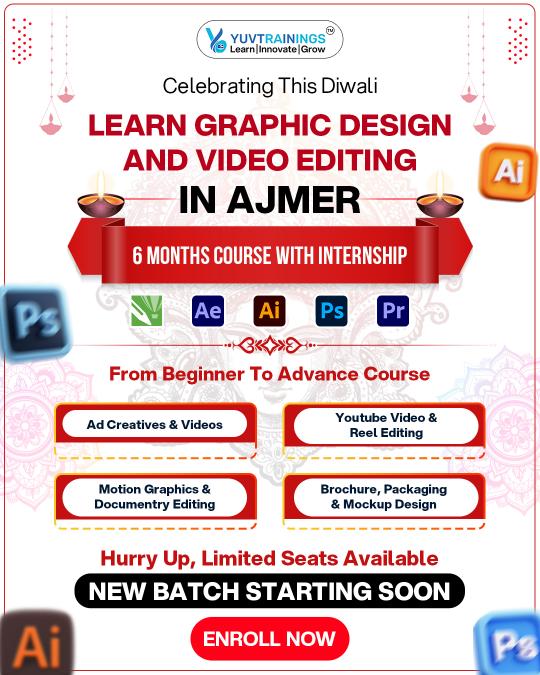 YUVTRAININGS™
Learn|Innovate|Grow
Celebrating This Diwali
LEARN GRAPHIC DESIGN
AND VIDEO EDITING
IN AJMER
6 MONTHS COURSE WITH INTERNSHIP
Ae Ai Ps Pr
Ai
Ps
From Beginner To Advance Course
Ad Creatives & Videos
Youtube Video &
Reel Editing
Motion Graphics &
Documentry Editing
Brochure, Packaging
& Mockup Design
Hurry Up, Limited Seats Available
NEW BATCH STARTING SOON
ENROLL NOW
Ai
Ps